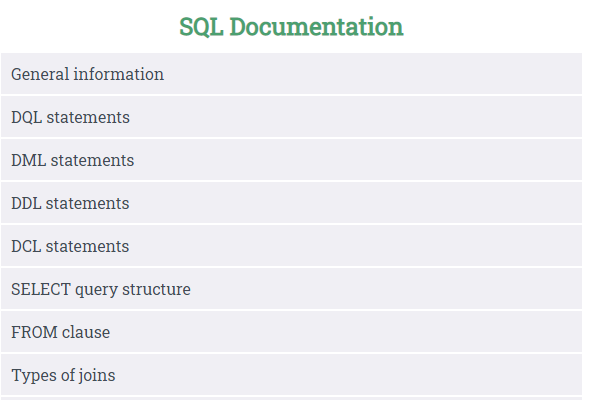 SQL Documentation
General information
DQL statements
DML statements
DDL statements
DCL statements
SELECT query structure
FROM clause
Types of joins